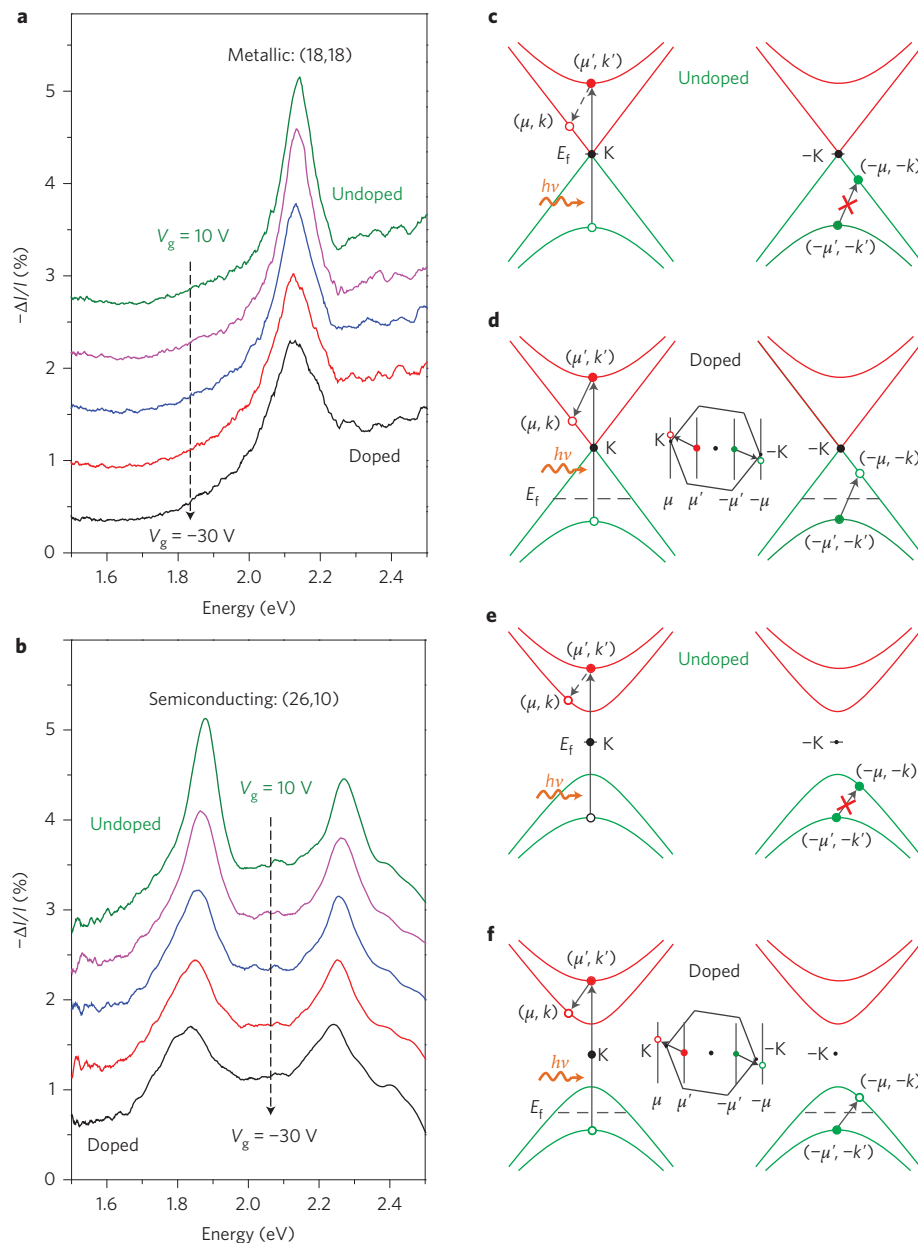 a
Metallic: (18,18)
Undoped
Vg = 10 V
Doped
Vg = −30 V
−ΔI/I (%)
5
4
3
2
1
0
1.6 1.8 2.0 2.2 2.4
Energy (eV)
b
Semiconducting: (26,10)
Vg = 10 V
Undoped
Doped
Vg = −30 V
−ΔI/I (%)
5
4
3
2
1
0
1.6 1.8 2.0 2.2 2.4
Energy (eV)
c
(μ′, k′)
Undoped
(μ, k)
Ef
K
hν
−K
(−μ, −k)
(−μ′, −k′)
d
(μ′, k′)
Doped
(μ, k)
K
hν
Ef
K
−K
μ μ′ −μ′ −μ
−K
(−μ, −k)
(−μ′, −k′)
e
(μ′, k′)
Undoped
(μ, k)
Ef
K
hν
−K
(−μ, −k)
(−μ′, −k′)
f
(μ′, k′)
Doped
(μ, k)
K
hν
Ef
K
−K
μ μ′ −μ′ −μ
−K
(−μ, −k)
(−μ′, −k′)